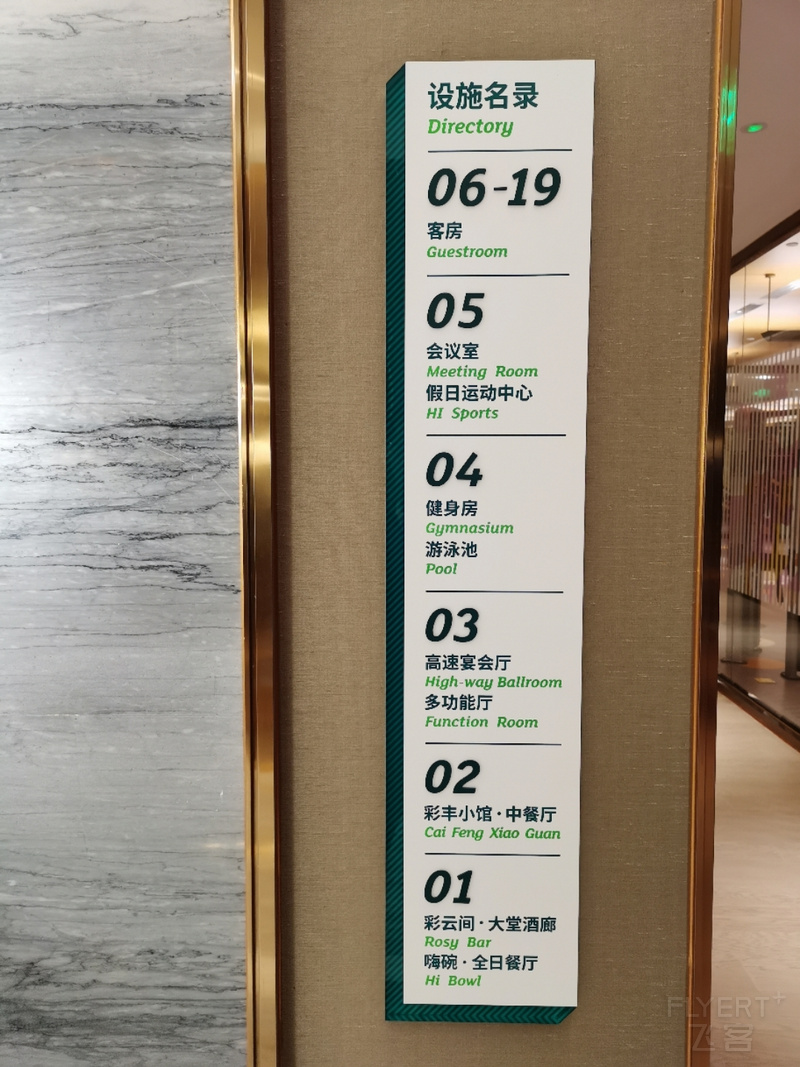 设施名录
Directory
06-19
客房
Guestroom
05
会议室
Meeting Room
假日运动中心
HI Sports
04
健身房
Gymnasium
游泳池
Pool
03
高速宴会厅
High-way Ballroom
多功能厅
Function Room
02
彩丰小馆·中餐厅
Cai Feng Xiao Guan
01
彩云间·大堂酒廊
Rosy Bar
嗨碗·全日餐厅
Hi Bowl
FLYERT+
飞客